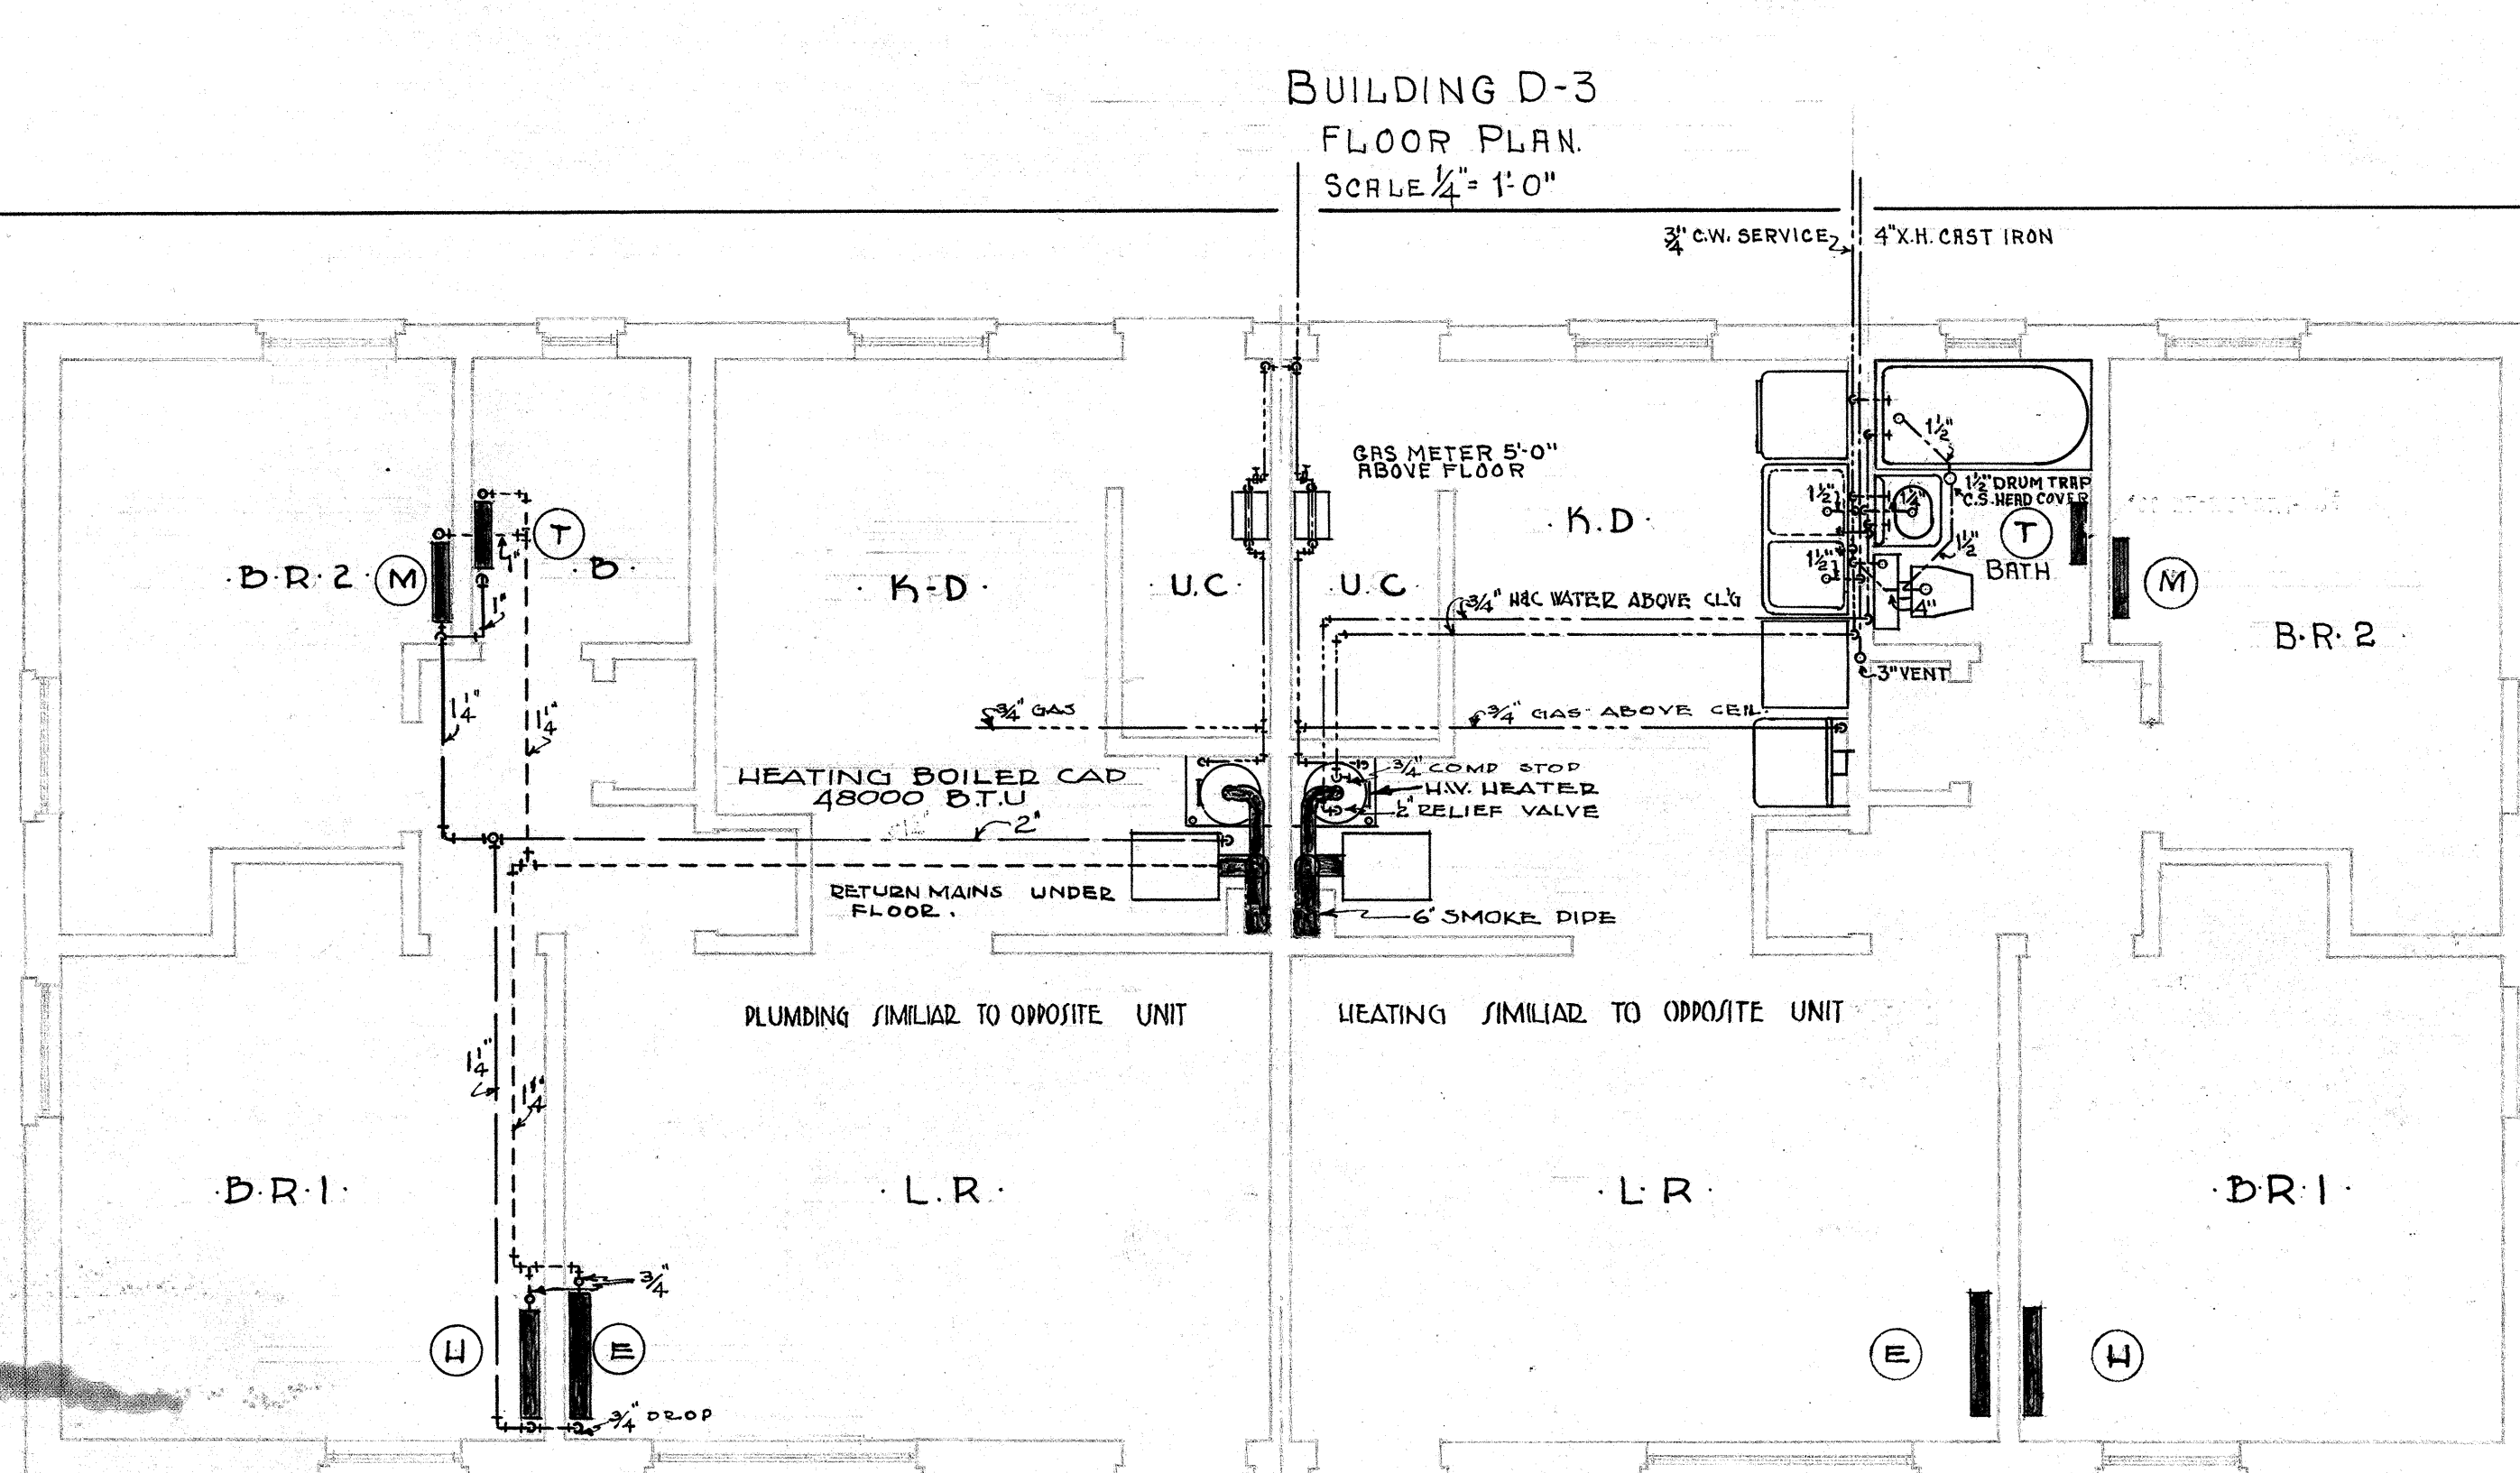 BUILDING D-3
FLOOR PLAN.
SCALE 1/4"= 1'-0"
3/4" C.W. SERVICE
4" X.H. CAST IRON
GAS METER 5'-0"
ABOVE FLOOR
1 1/2"
1 1/2" DRUM TRAP
C.S. HEAD COVER
1 1/2"
1 1/4"
T
·K.D·
1 1/2"
1 1/2"
BATH
4"
M
B·R·2
T
1"
·B·
·B·R·2·
M
1"
·K-D·
·U.C·
·U.C·
3/4" H&C WATER ABOVE CL'G
3" VENT
1 1/4"
1 1/4"
3/4" GAS
3/4" GAS ABOVE CEIL.
HEATING BOILER CAP
48000 B.T.U
3/4" COMP STOP
H.W. HEATER
1/2" RELIEF VALVE
2"
RETURN MAINS UNDER
FLOOR.
6" SMOKE PIPE
PLUMBING SIMILIAR TO OPPOSITE UNIT
HEATING SIMILIAR TO OPPOSITE UNIT
1 1/4"
1 1/4"
·B·R·1·
·L.R·
·L·R·
·B·R·1·
3/4"
H
E
E
H
3/4" DROP